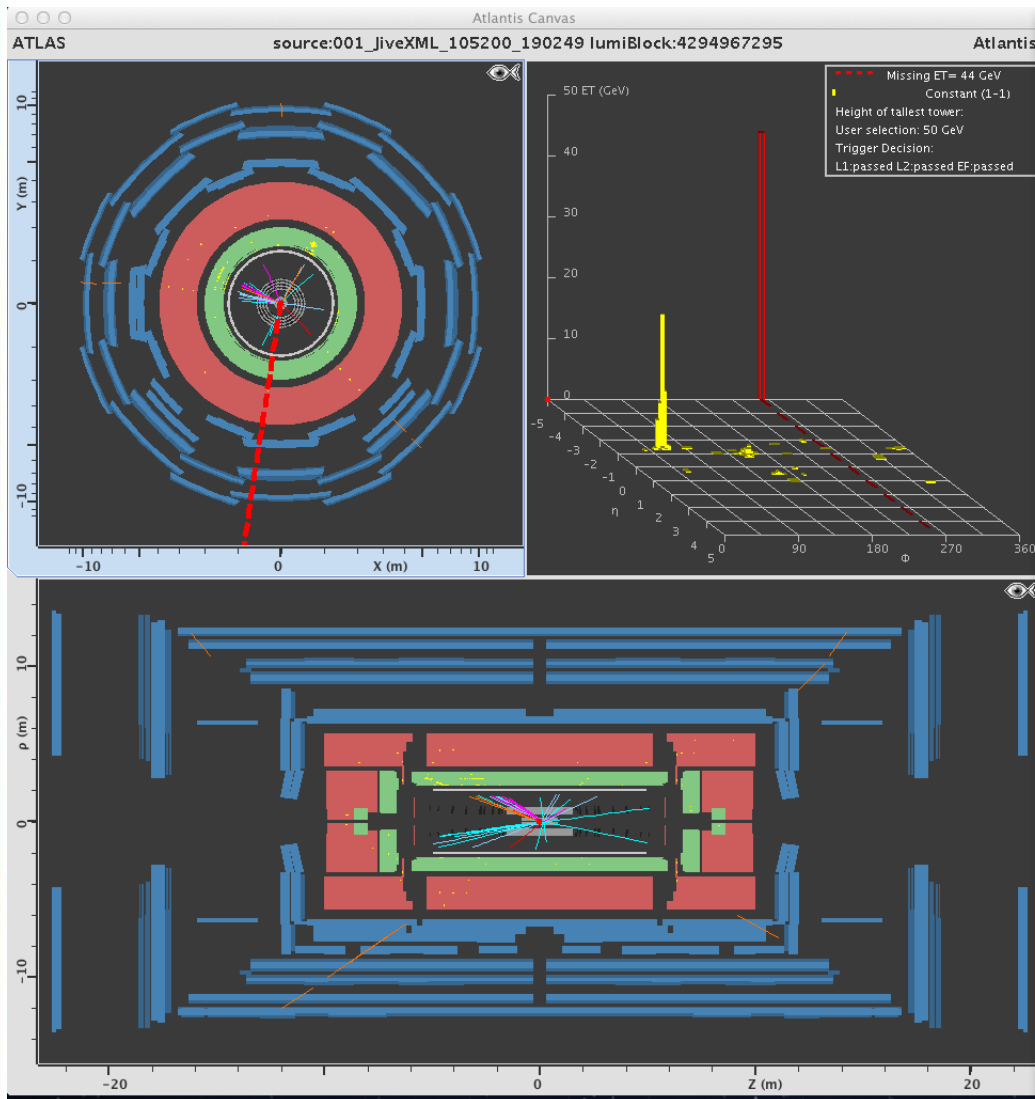 Atlantis Canvas
ATLAS source:001_JiveXML_105200_190249 lumiBlock:4294967295 Atlantis
10
Y (m)
0
-10
-10 0 X (m) 10
Missing ET= 44 GeV
Constant (1-1)
Height of tallest tower:
User selection: 50 GeV
Trigger Decision:
L1:passed L2:passed EF:passed
50 ET (GeV)
40
30
20
10
0
-5
-4
-3
-2
-1
0
η
1
2
3
4
5
0 90 180 Φ 270 360
10
ρ (m)
0
-10
-20 0 Z (m) 20